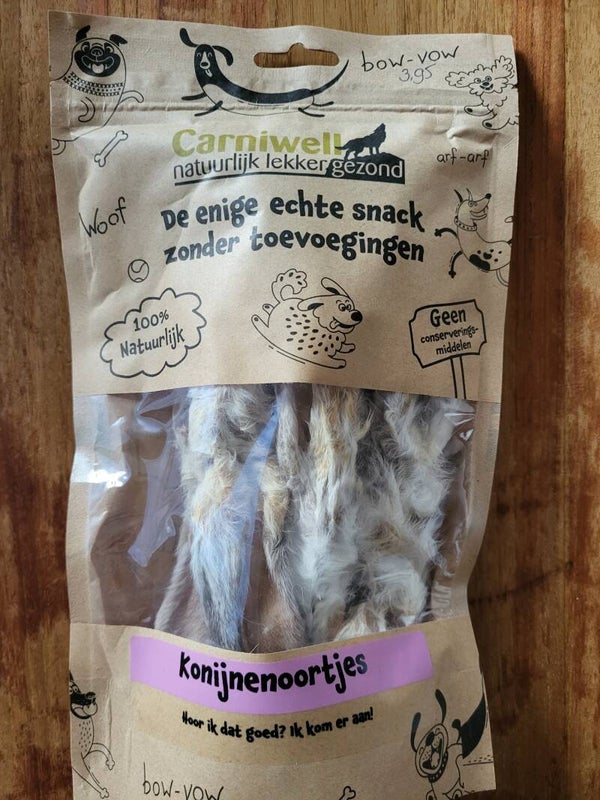 bow-vow
3,95
Carniwell
natuurlijk lekker gezond
arf-arf
Woof
De enige echte snack
zonder toevoegingen
100%
Natuurlijk
Geen
conserverings-
middelen
Konijnenoortjes
Hoor ik dat goed? Ik kom er aan!
bow-vow